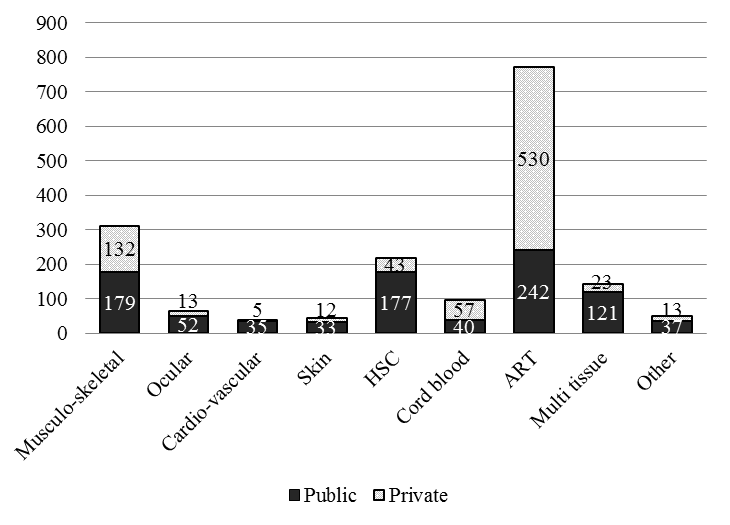 900
800
700
600
500
400
300
200
100
0
132
179
13
52
5
35
12
33
43
177
57
40
530
242
23
121
13
37
Musculo-skeletal
Ocular
Cardio-vascular
Skin
HSC
Cord blood
ART
Multi tissue
Other
Public Private